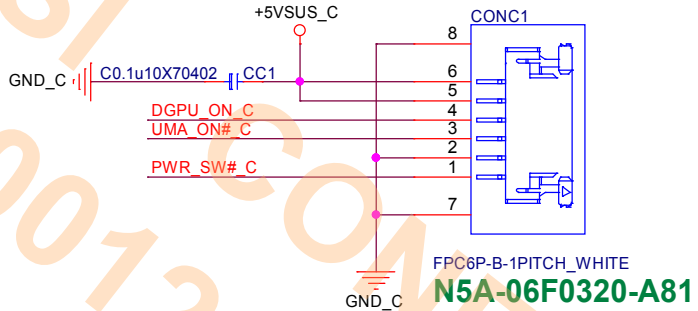 +5VSUS_C
CONC1
8
GND_C
C0.1u10X70402
CC1
6
5
DGPU_ON_C
4
UMA_ON#_C
3
2
PWR_SW#_C
1
7
FPC6P-B-1PITCH_WHITE
GND_C
N5A-06F0320-A81